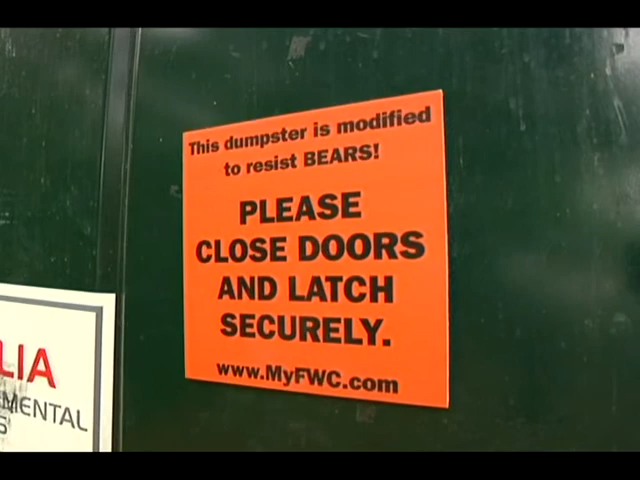 This dumpster is modified
to resist BEARS!
PLEASE
CLOSE DOORS
AND LATCH
SECURELY.
www.MyFWC.com
LIA
MENTAL
S